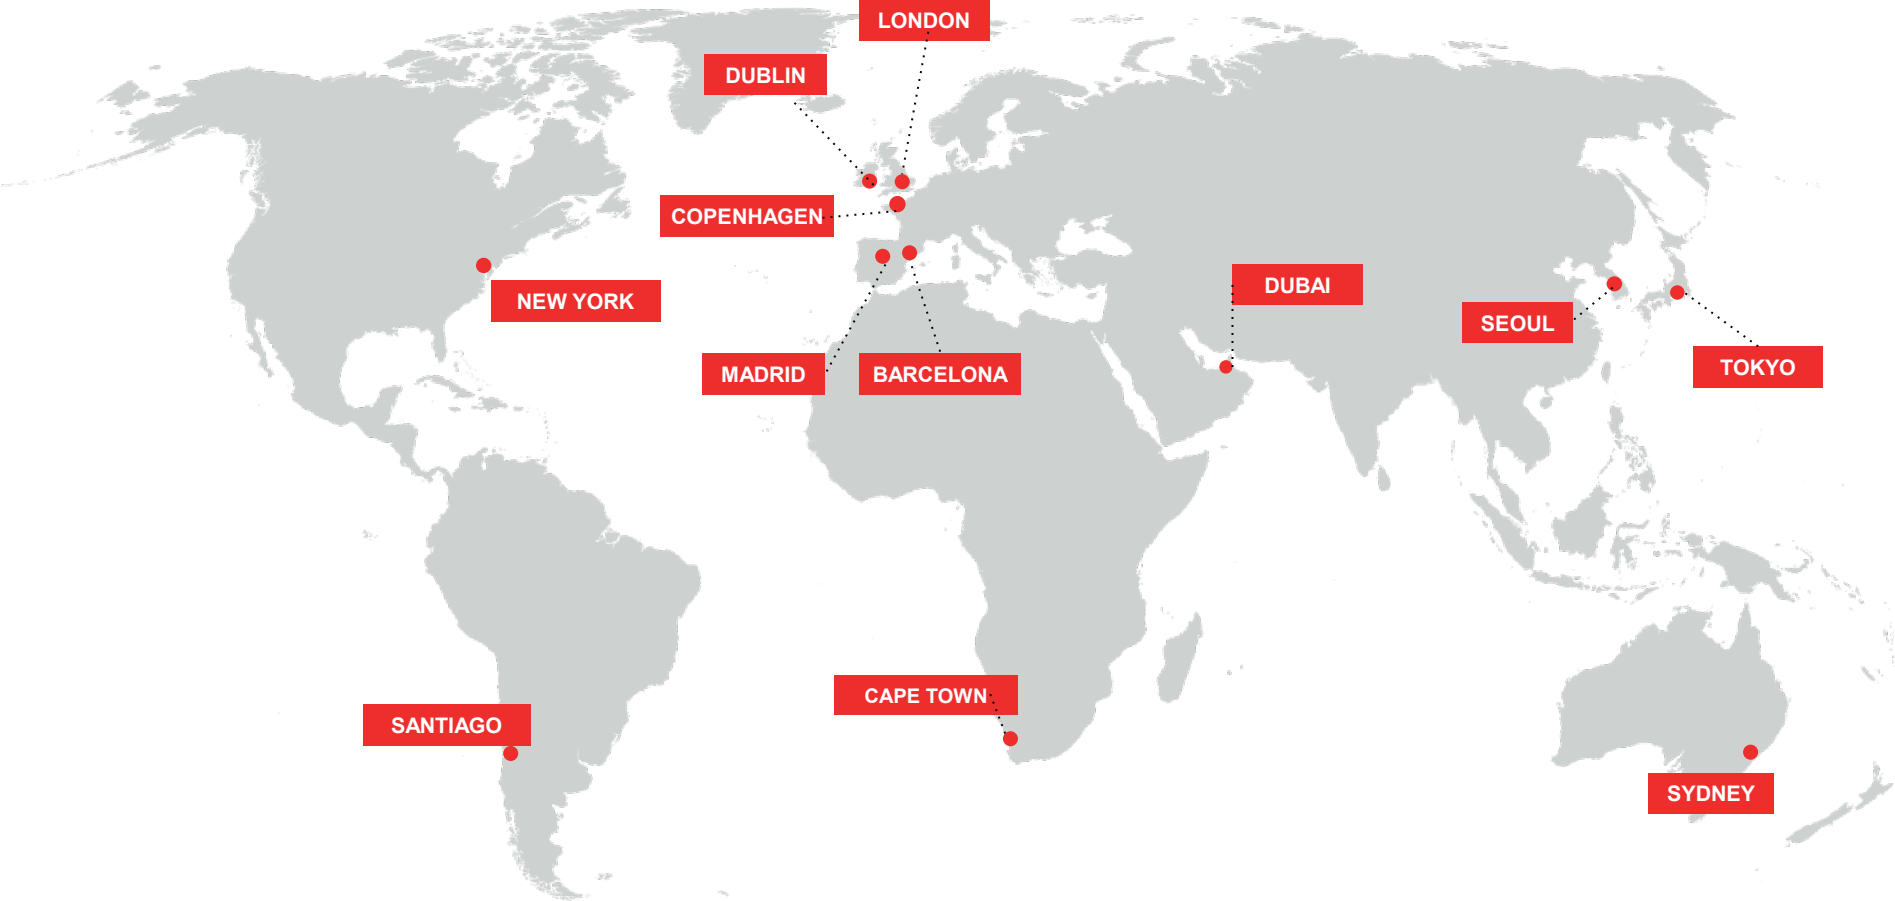 LONDON
DUBLIN
COPENHAGEN
NEW YORK
DUBAI
SEOUL
MADRID
BARCELONA
TOKYO
CAPE TOWN
SANTIAGO
SYDNEY